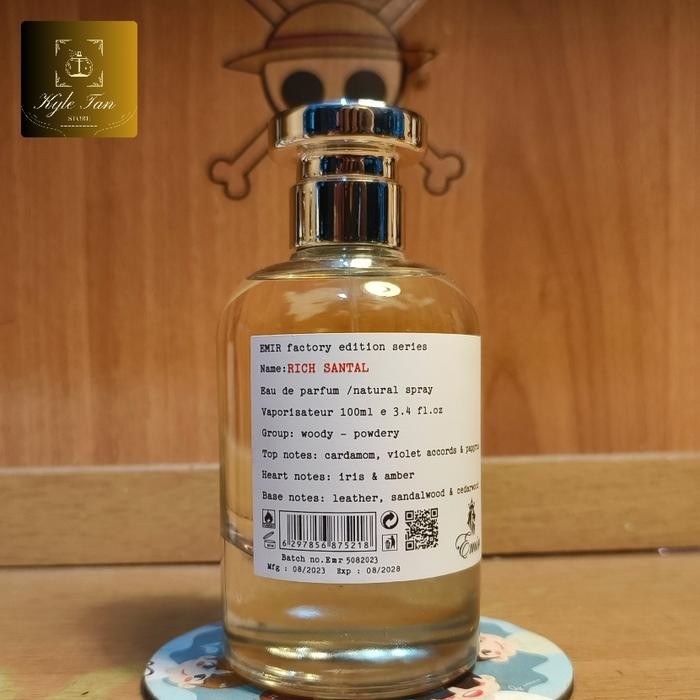 Kyle Tan
STORE
EMIR factory edition series
Name:RICH SANTAL
Eau de parfum /natural spray
Vaporisateur 100ml e 3.4 fl.oz
Group: woody - powdery
Top notes: cardamom, violet accords &
Heart notes: iris & amber
Base notes: leather, sandalwood & cedarwood
6 297856 875218
Batch no.Emr 5082023
Mfg : 08/2023 Exp : 08/2028